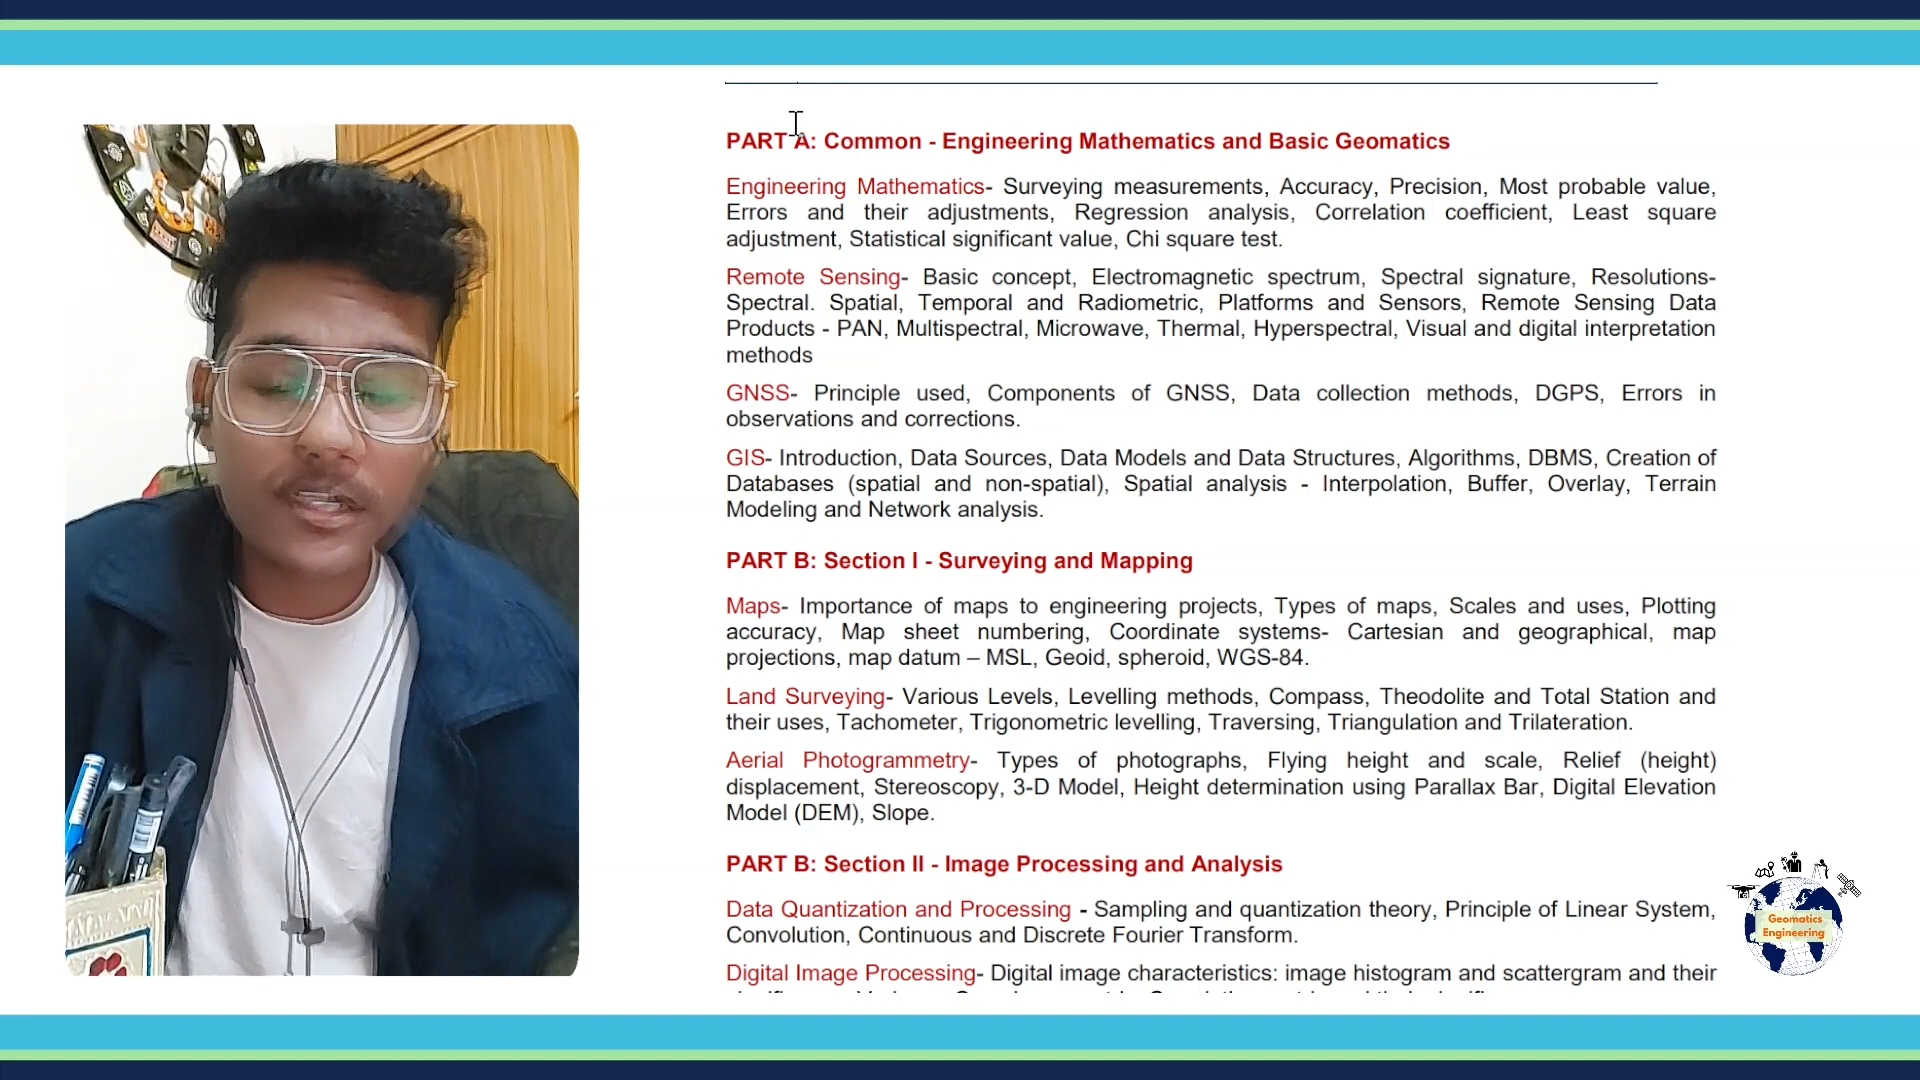 PART A: Common - Engineering Mathematics and Basic Geomatics
Engineering Mathematics- Surveying measurements, Accuracy, Precision, Most probable value,
Errors and their adjustments, Regression analysis, Correlation coefficient, Least square
adjustment, Statistical significant value, Chi square test.
Remote Sensing- Basic concept, Electromagnetic spectrum, Spectral signature, Resolutions-
Spectral. Spatial, Temporal and Radiometric, Platforms and Sensors, Remote Sensing Data
Products - PAN, Multispectral, Microwave, Thermal, Hyperspectral, Visual and digital interpretation
methods
GNSS- Principle used, Components of GNSS, Data collection methods, DGPS, Errors in
observations and corrections.
GIS- Introduction, Data Sources, Data Models and Data Structures, Algorithms, DBMS, Creation of
Databases (spatial and non-spatial), Spatial analysis - Interpolation, Buffer, Overlay, Terrain
Modeling and Network analysis.
PART B: Section I - Surveying and Mapping
Maps- Importance of maps to engineering projects, Types of maps, Scales and uses, Plotting
accuracy, Map sheet numbering, Coordinate systems- Cartesian and geographical, map
projections, map datum – MSL, Geoid, spheroid, WGS-84.
Land Surveying- Various Levels, Levelling methods, Compass, Theodolite and Total Station and
their uses, Tachometer, Trigonometric levelling, Traversing, Triangulation and Trilateration.
Aerial Photogrammetry- Types of photographs, Flying height and scale, Relief (height)
displacement, Stereoscopy, 3-D Model, Height determination using Parallax Bar, Digital Elevation
Model (DEM), Slope.
PART B: Section II - Image Processing and Analysis
Data Quantization and Processing - Sampling and quantization theory, Principle of Linear System,
Convolution, Continuous and Discrete Fourier Transform.
Digital Image Processing- Digital image characteristics: image histogram and scattergram and their
Geomatics
Engineering